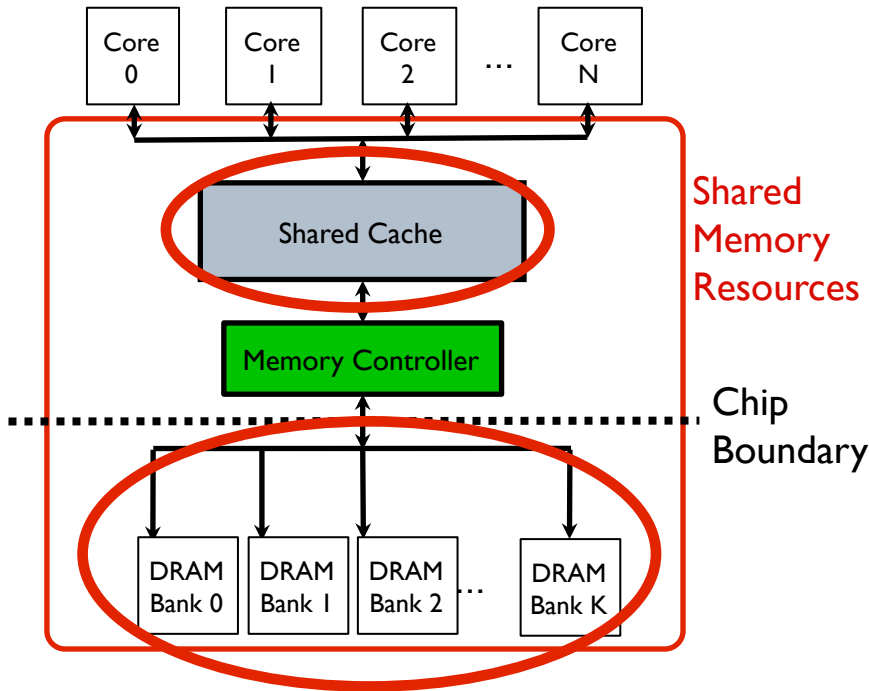 Core
0
Core
1
Core
2
...
Core
N
Shared Cache
Shared
Memory
Resources
Memory Controller
Chip
Boundary
DRAM
Bank 0
DRAM
Bank 1
DRAM
Bank 2
...
DRAM
Bank K